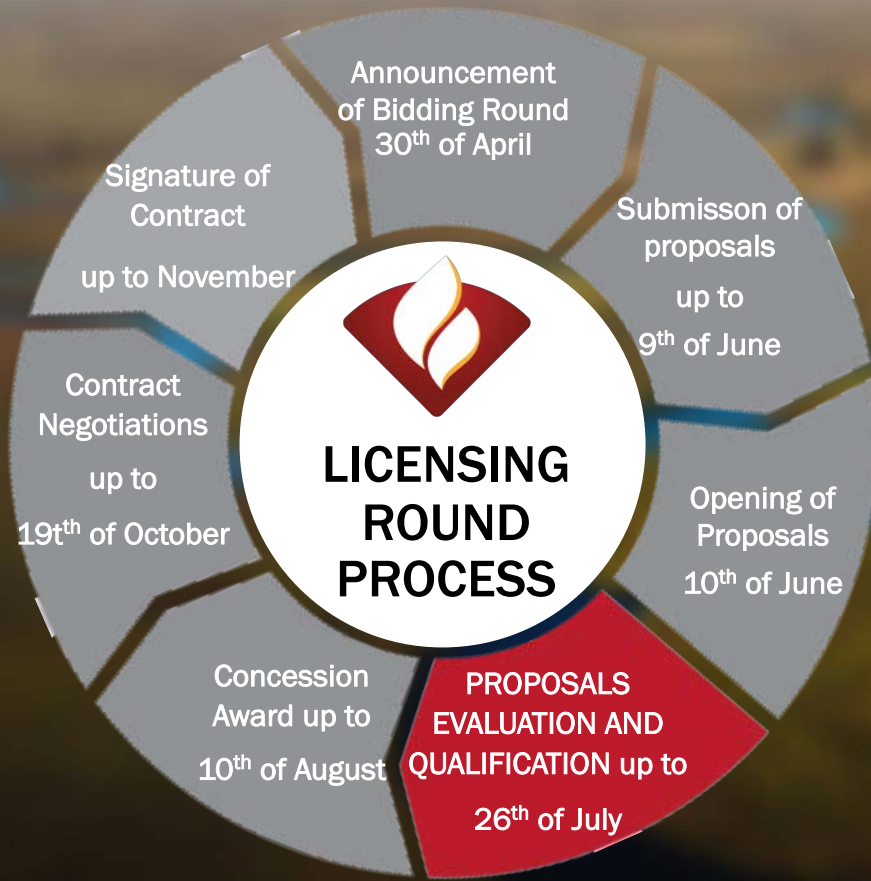 Announcement
of Bidding Round
30th of April
Submisson of
proposals
up to
9th of June
Opening of
Proposals
10th of June
PROPOSALS
EVALUATION AND
QUALIFICATION up to
26th of July
Concession
Award up to
10th of August
Contract
Negotiations
up to
19tth of October
Signature of
Contract
up to November
LICENSING
ROUND
PROCESS